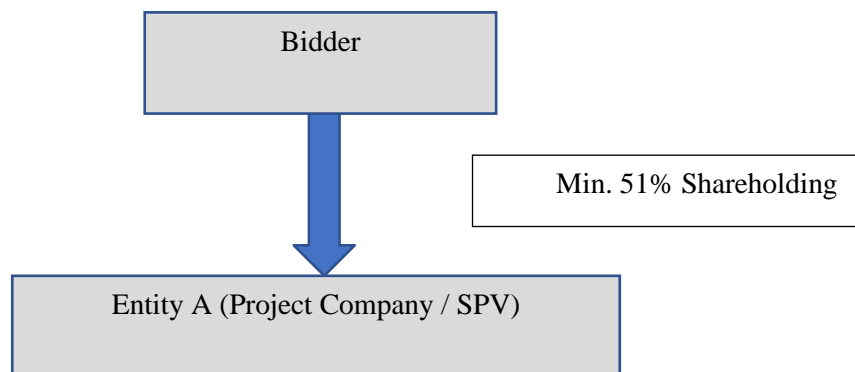 Bidder
Min. 51% Shareholding
Entity A (Project Company / SPV)